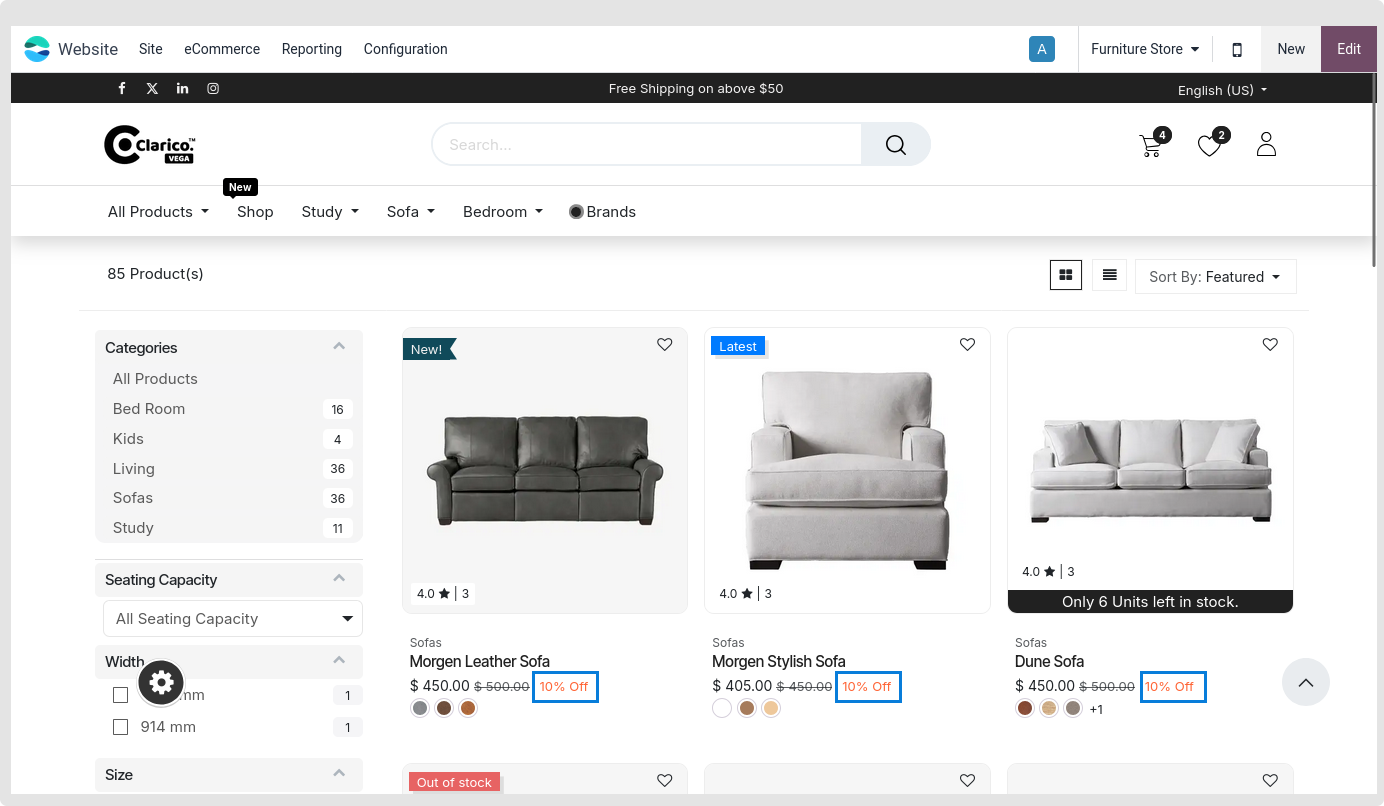 Website Site eCommerce Reporting Configuration A Furniture Store New Edit
Free Shipping on above $50 English (US)
Clarico.™ VEGA Search... 4 2
New
All Products Shop Study Sofa Bedroom Brands
85 Product(s) Sort By: Featured
Categories
All Products
Bed Room 16
Kids 4
Living 36
Sofas 36
Study 11
Seating Capacity
All Seating Capacity
Width
mm 1
914 mm 1
Size
New!
4.0 ★ | 3
Sofas
Morgen Leather Sofa
$ 450.00 $ 500.00 10% Off
Latest
4.0 ★ | 3
Sofas
Morgen Stylish Sofa
$ 405.00 $ 450.00 10% Off
4.0 ★ | 3
Only 6 Units left in stock.
Sofas
Dune Sofa
$ 450.00 $ 500.00 10% Off
+1
Out of stock